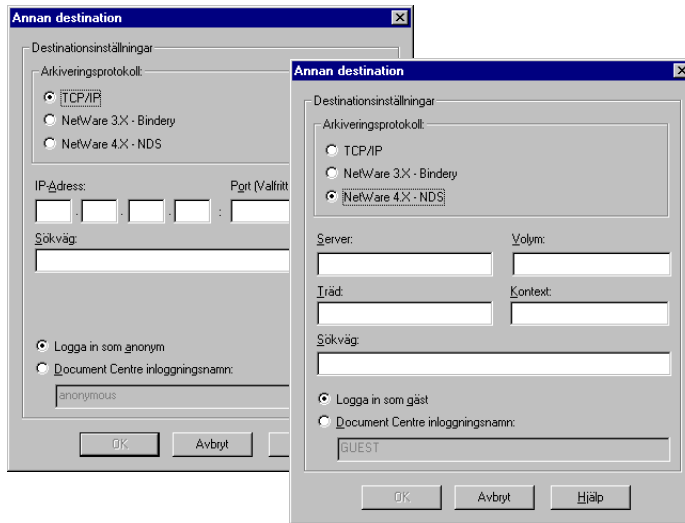 Annan destination
Destinationsinställningar
Arkiveringsprotokoll:
TCP/IP
NetWare 3.X - Bindery
NetWare 4.X - NDS
IP-Adress:
Port (Valfritt
. . . :
Sökväg:
Logga in som anonym
Document Centre inloggningsnamn:
anonymous
OK
Avbryt
Annan destination
Destinationsinställningar
Arkiveringsprotokoll:
TCP/IP
NetWare 3.X - Bindery
NetWare 4.X - NDS
Server:
Volym:
Träd:
Kontext:
Sökväg:
Logga in som gäst
Document Centre inloggningsnamn:
GUEST
OK
Avbryt
Hjälp